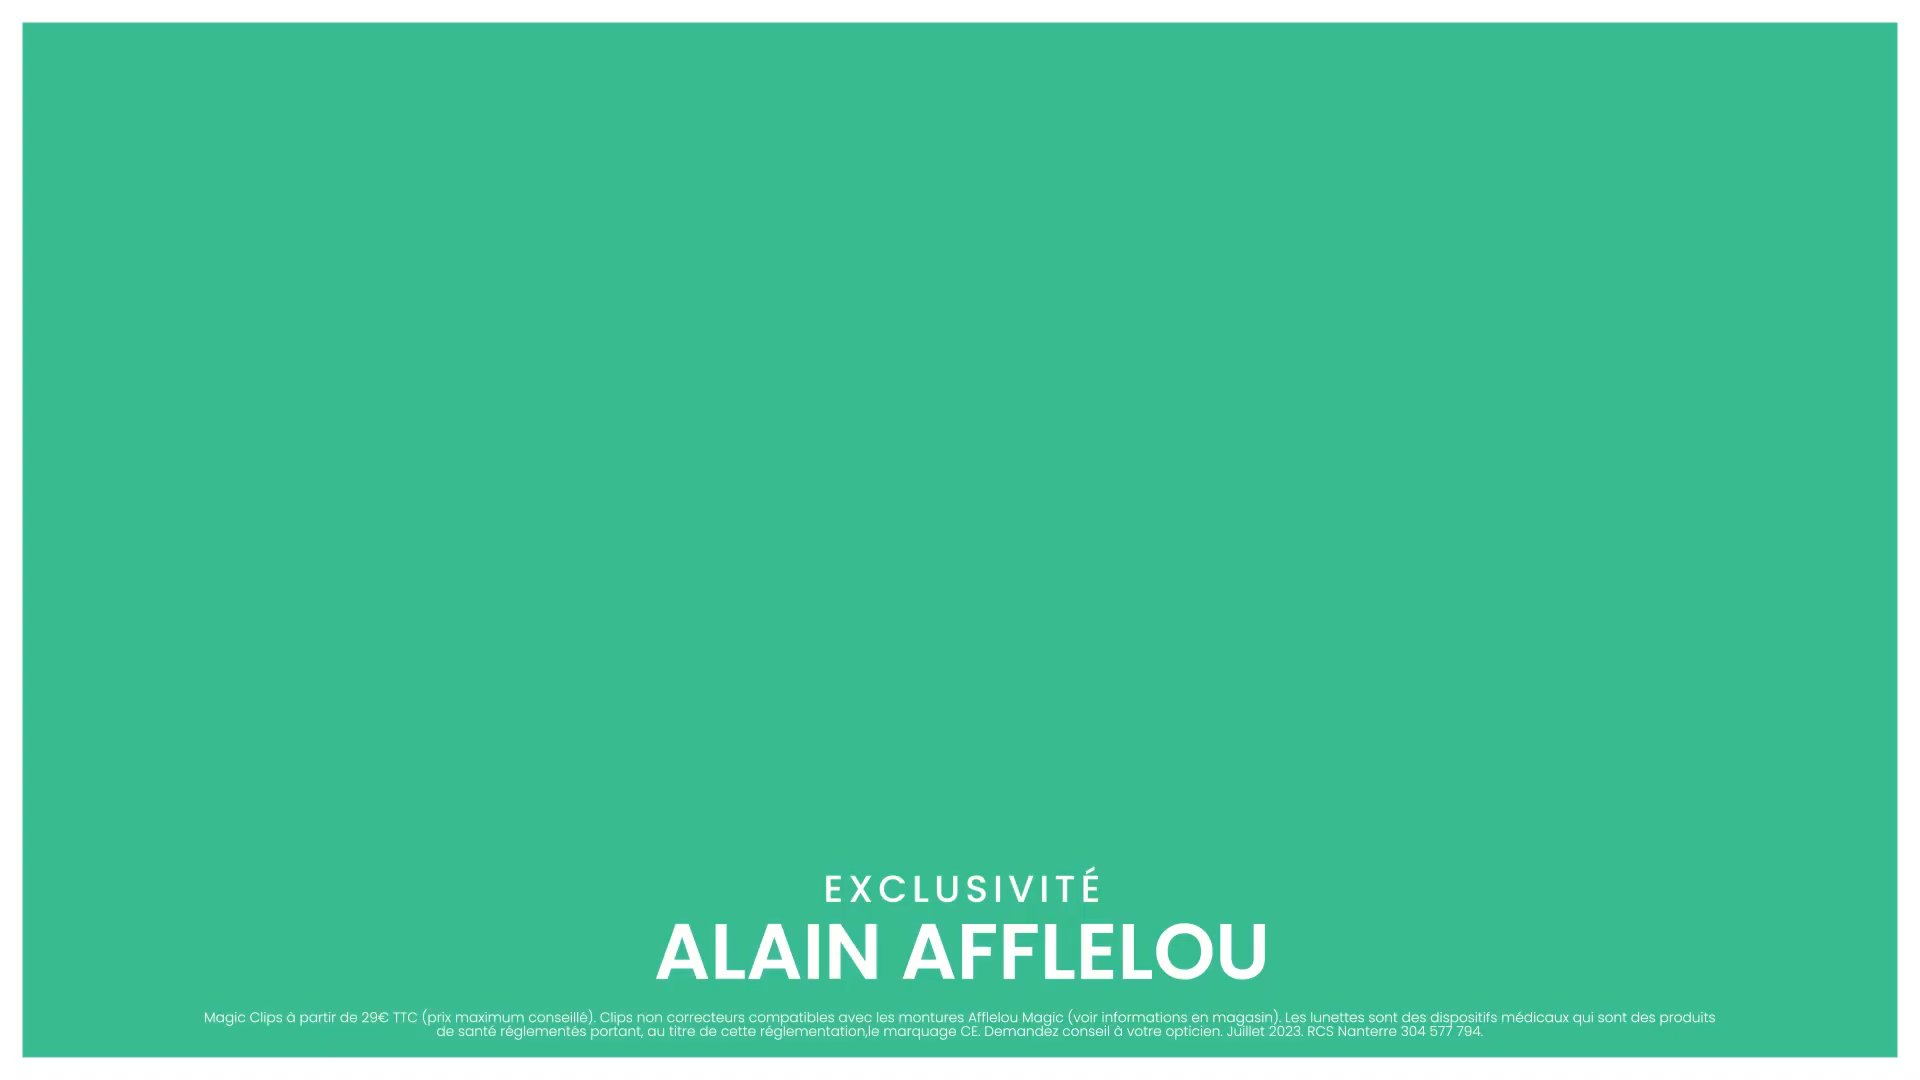 EXCLUSIVITÉ
ALAIN AFFLELOU
Magic Clips à partir de 29€ TTC (prix maximum conseillé). Clips non correcteurs compatibles avec les montures Afflelou Magic (voir informations en magasin). Les lunettes sont des dispositifs médicaux qui sont des produits
de santé réglementés portant, au titre de cette réglementation,le marquage CE. Demandez conseil à votre opticien. Juillet 2023. RCS Nanterre 304 577 794.